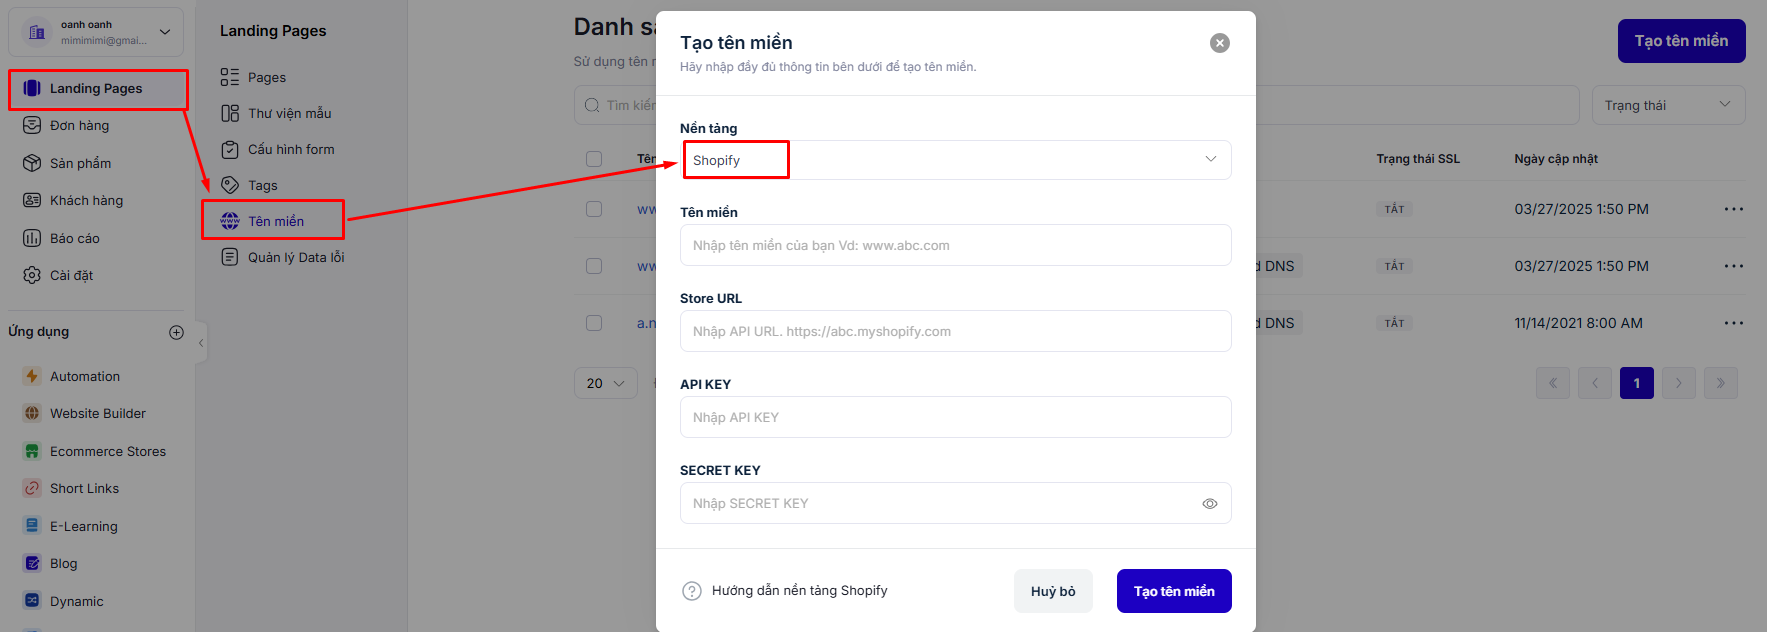 oanh oanh
mimimimi@gmai...
Landing Pages
Đơn hàng
Sản phẩm
Khách hàng
Báo cáo
Cài đặt
Ứng dụng
Automation
Website Builder
Ecommerce Stores
Short Links
E-Learning
Blog
Dynamic
Landing Pages
Pages
Thư viện mẫu
Cấu hình form
Tags
Tên miền
Quản lý Data lỗi
Danh
Sử dụng tên
Tạo tên miền
Tìm kiếm
Trạng thái
Tên
Trạng thái SSL
Ngày cập nhật
ww
TẮT
03/27/2025 1:50 PM
ww
DNS
TẮT
03/27/2025 1:50 PM
a.n
DNS
TẮT
11/14/2021 8:00 AM
20
1
Tạo tên miền
Hãy nhập đầy đủ thông tin bên dưới để tạo tên miền.
Nền tảng
Shopify
Tên miền
Nhập tên miền của bạn Vd: www.abc.com
Store URL
Nhập API URL. https://abc.myshopify.com
API KEY
Nhập API KEY
SECRET KEY
Nhập SECRET KEY
Hướng dẫn nền tảng Shopify
Huỷ bỏ
Tạo tên miền